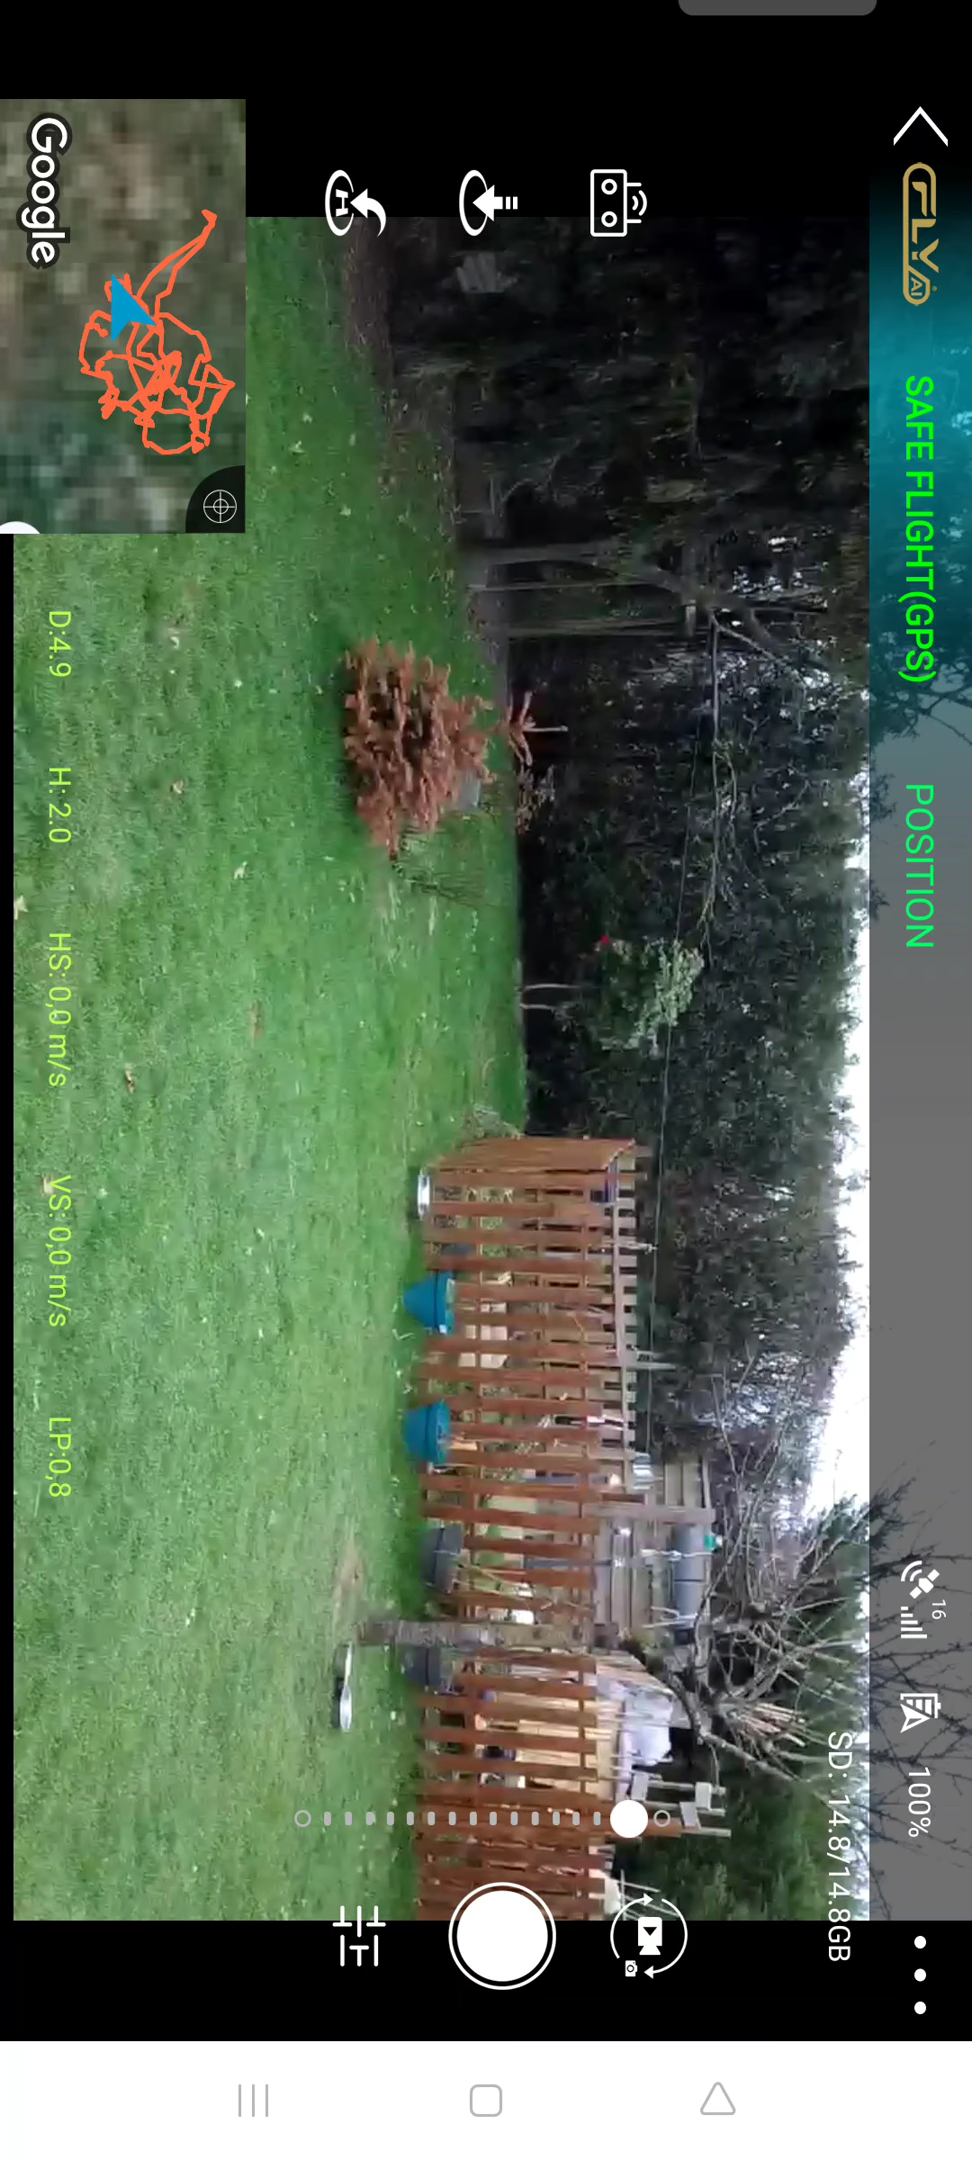 CFLY AI
SAFE FLIGHT(GPS)
POSITION
16
100%
SD: 14.8/14.8GB
H
Google
D:4.9
H:2.0
HS:0,0 m/s
VS:0,0 m/s
LP:0,8